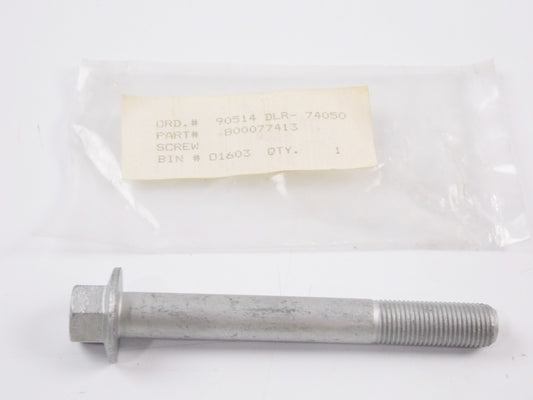 ORD.# 90514 DLR- 74050
PART# B00077413
SCREW
BIN # D1603 QTY. 1